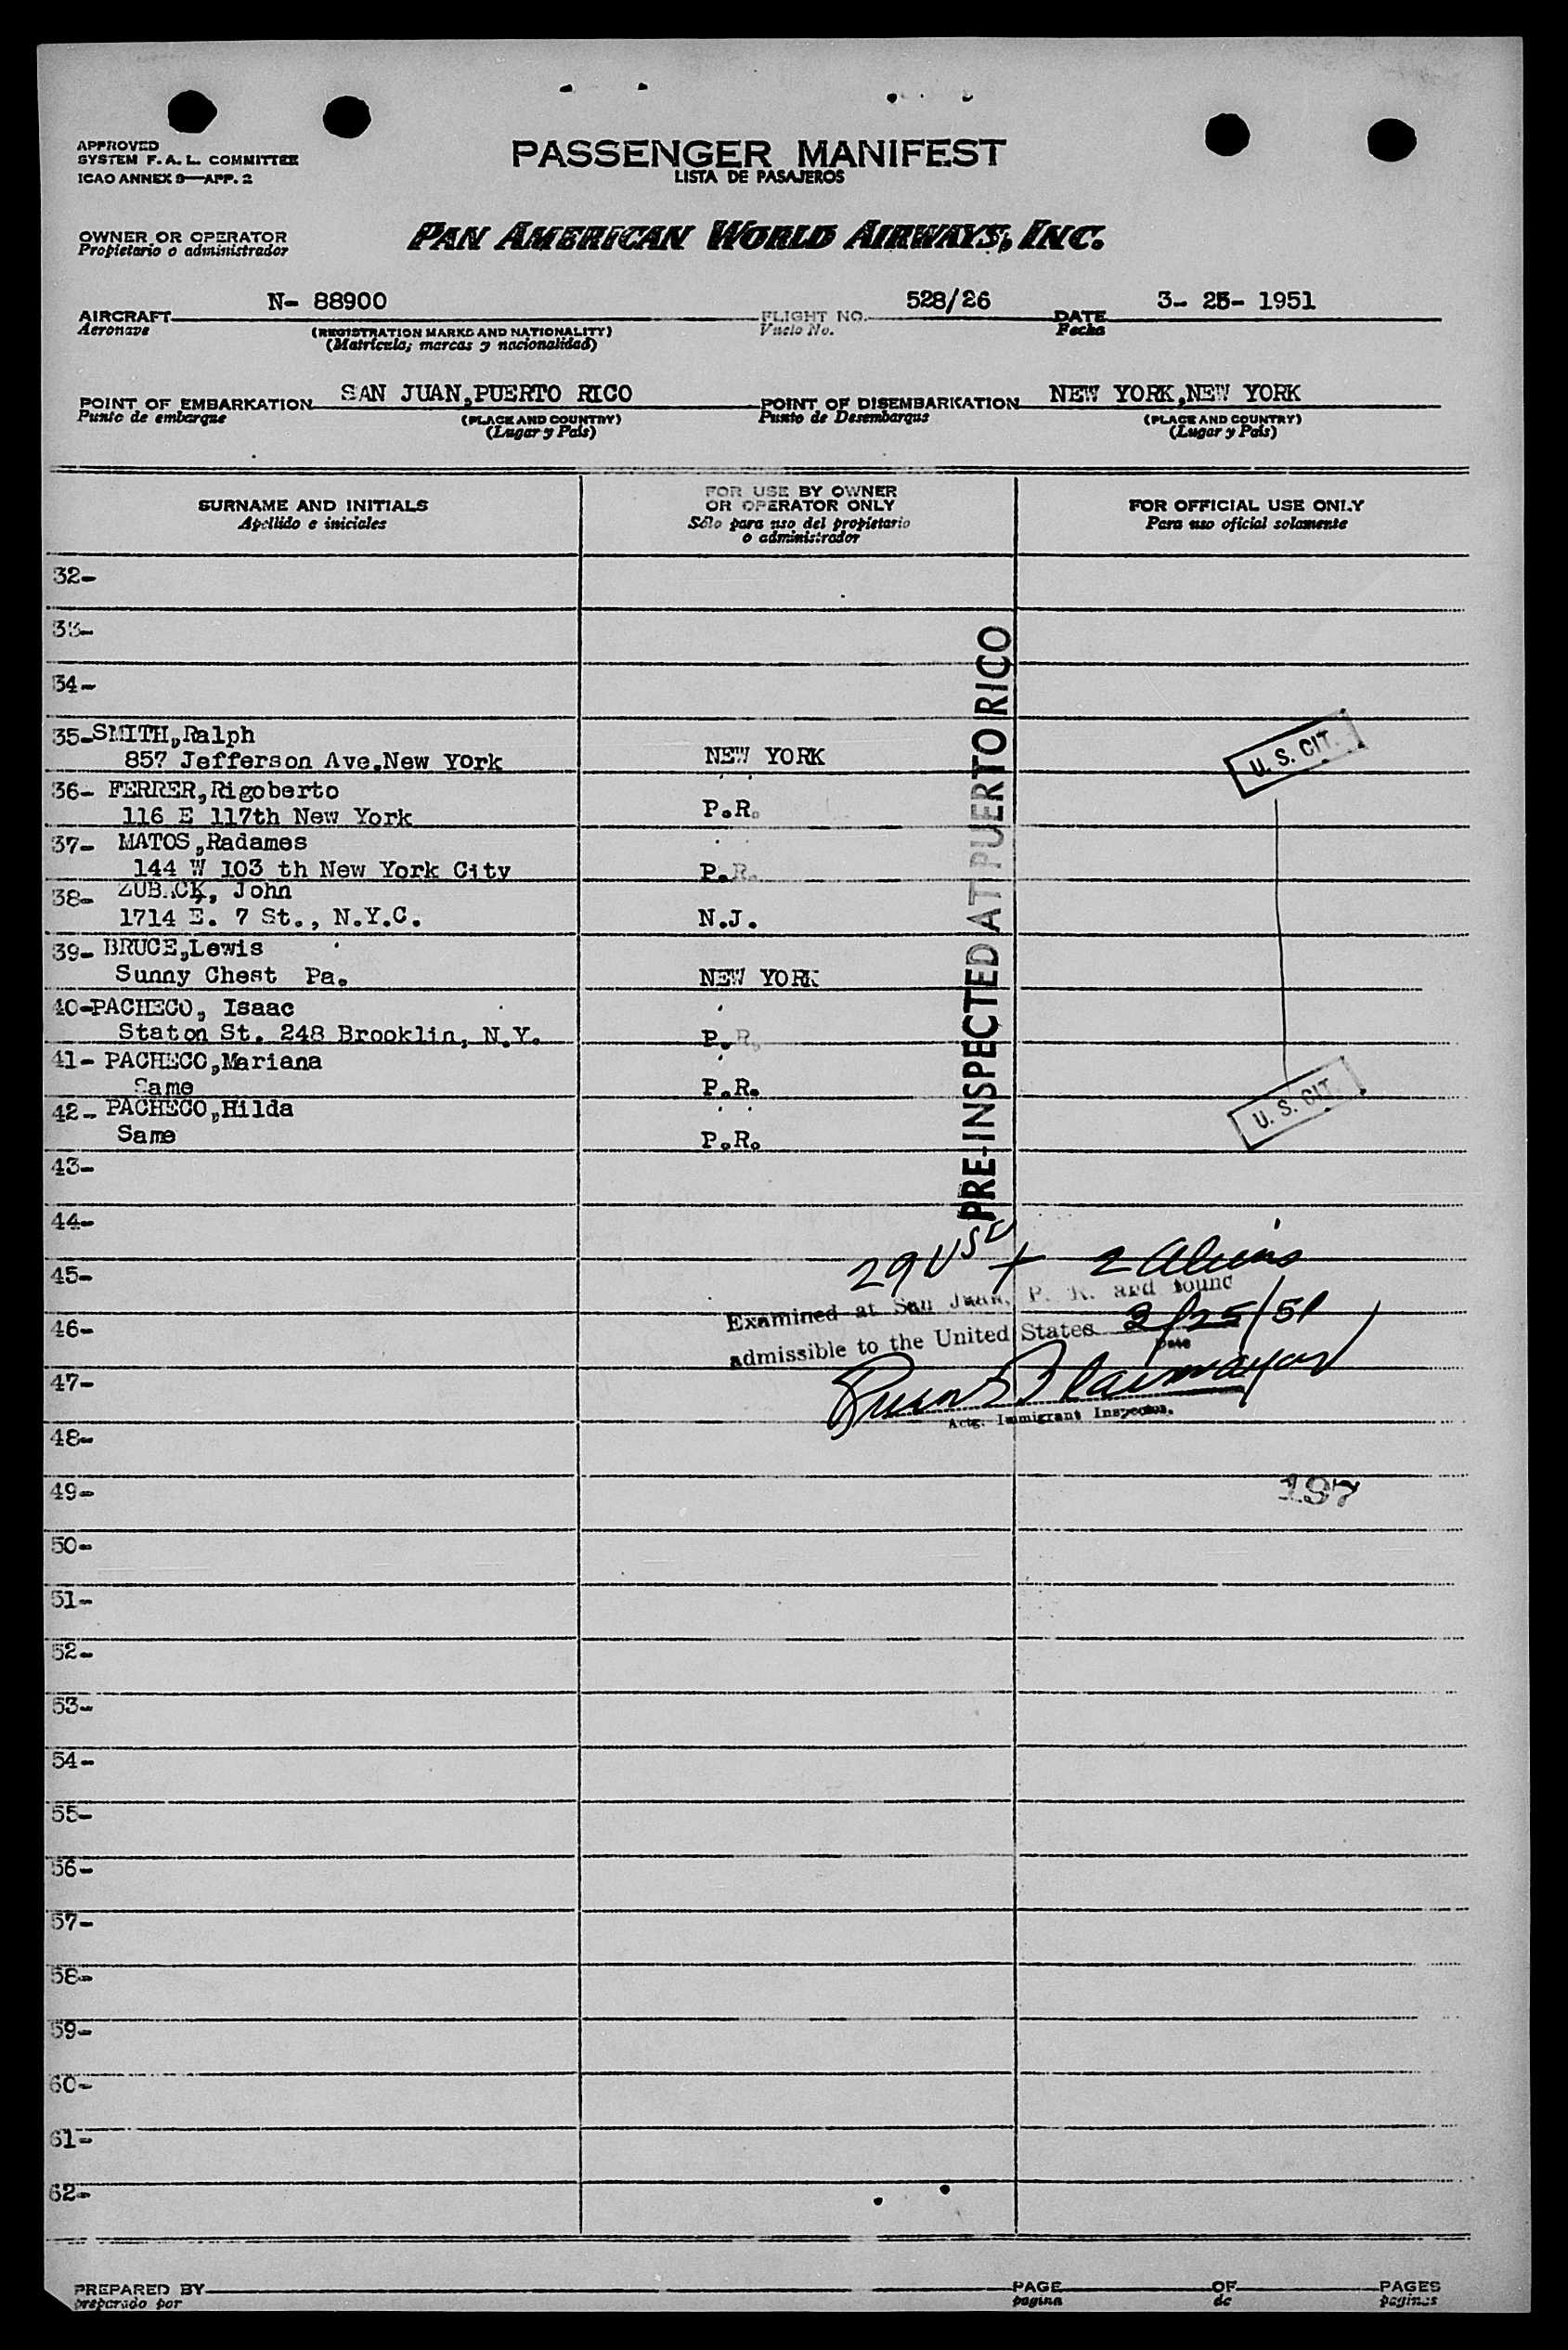 APPROVED
SYSTEM F. A. L. COMMITTEE
ICAO ANNEX 9—APP. 2
PASSENGER MANIFEST
LISTA DE PASAJEROS
OWNER OR OPERATOR
Propietario o administrador
PAN AMERICAN WORLD AIRWAYS, INC.
AIRCRAFT N- 88900 FLIGHT NO. 528/26 DATE 3- 25- 1951
Aeronave (REGISTRATION MARKS AND NATIONALITY) Vuelo No. Fecha
(Matrícula; marcas y nacionalidad)
POINT OF EMBARKATION SAN JUAN,PUERTO RICO POINT OF DISEMBARKATION NEW YORK,NEW YORK
Punto de embarque (PLACE AND COUNTRY) Punto de Desembarque (PLACE AND COUNTRY)
(Lugar y País) (Lugar y País)
SURNAME AND INITIALS
Apellido e iniciales
FOR USE BY OWNER
OR OPERATOR ONLY
Sólo para uso del propietario
o administrador
FOR OFFICIAL USE ONLY
Para uso oficial solamente
32-
33-
34-
35-SMITH,Ralph
857 Jefferson Ave.New York NEW YORK
U. S. CIT.
36- FERRER,Rigoberto
116 E 117th New York P.R.
37- MATOS,Radames
144 W 103 th New York City P.R.
38- ZUBACK, John
1714 E. 7 St., N.Y.C. N.J.
39- BRUCE,Lewis
Sunny Chest Pa. NEW YORK
40-PACHECO, Isaac
Staton St. 248 Brooklin, N.Y. P.R.
41- PACHECO,Mariana
Same P.R.
42- PACHECO,Hilda
Same P.R.
U. S. CIT.
PRE-INSPECTED AT PUERTO RICO
43-
44-
45-
29 USC + 2 aliens
Examined at San Juan, P. R. and found
46-
admissible to the United States 3/25/51
Date
47-
Actg. Immigrant Inspector.
48-
49-
197
50-
51-
52-
53-
54-
55-
56-
57-
58-
59-
60-
61-
62-
PREPARED BY PAGE OF PAGES
preparado por pagina de paginas